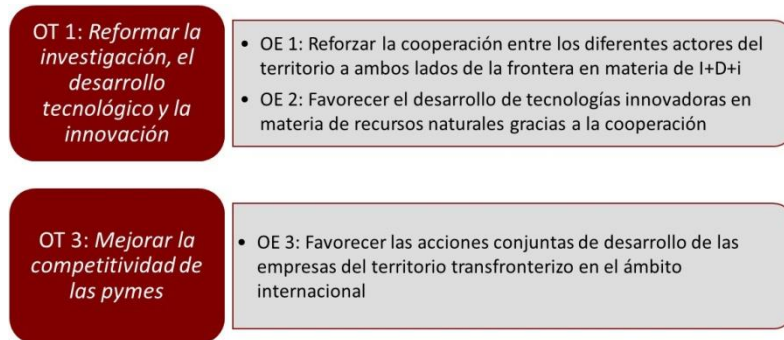 OT 1: Reformar la
investigación, el
desarrollo
tecnológico y la
innovación
• OE 1: Reforzar la cooperación entre los diferentes actores del
territorio a ambos lados de la frontera en materia de I+D+i
• OE 2: Favorecer el desarrollo de tecnologías innovadoras en
materia de recursos naturales gracias a la cooperación
OT 3: Mejorar la
competitividad de
las pymes
• OE 3: Favorecer las acciones conjuntas de desarrollo de las
empresas del territorio transfronterizo en el ámbito
internacional